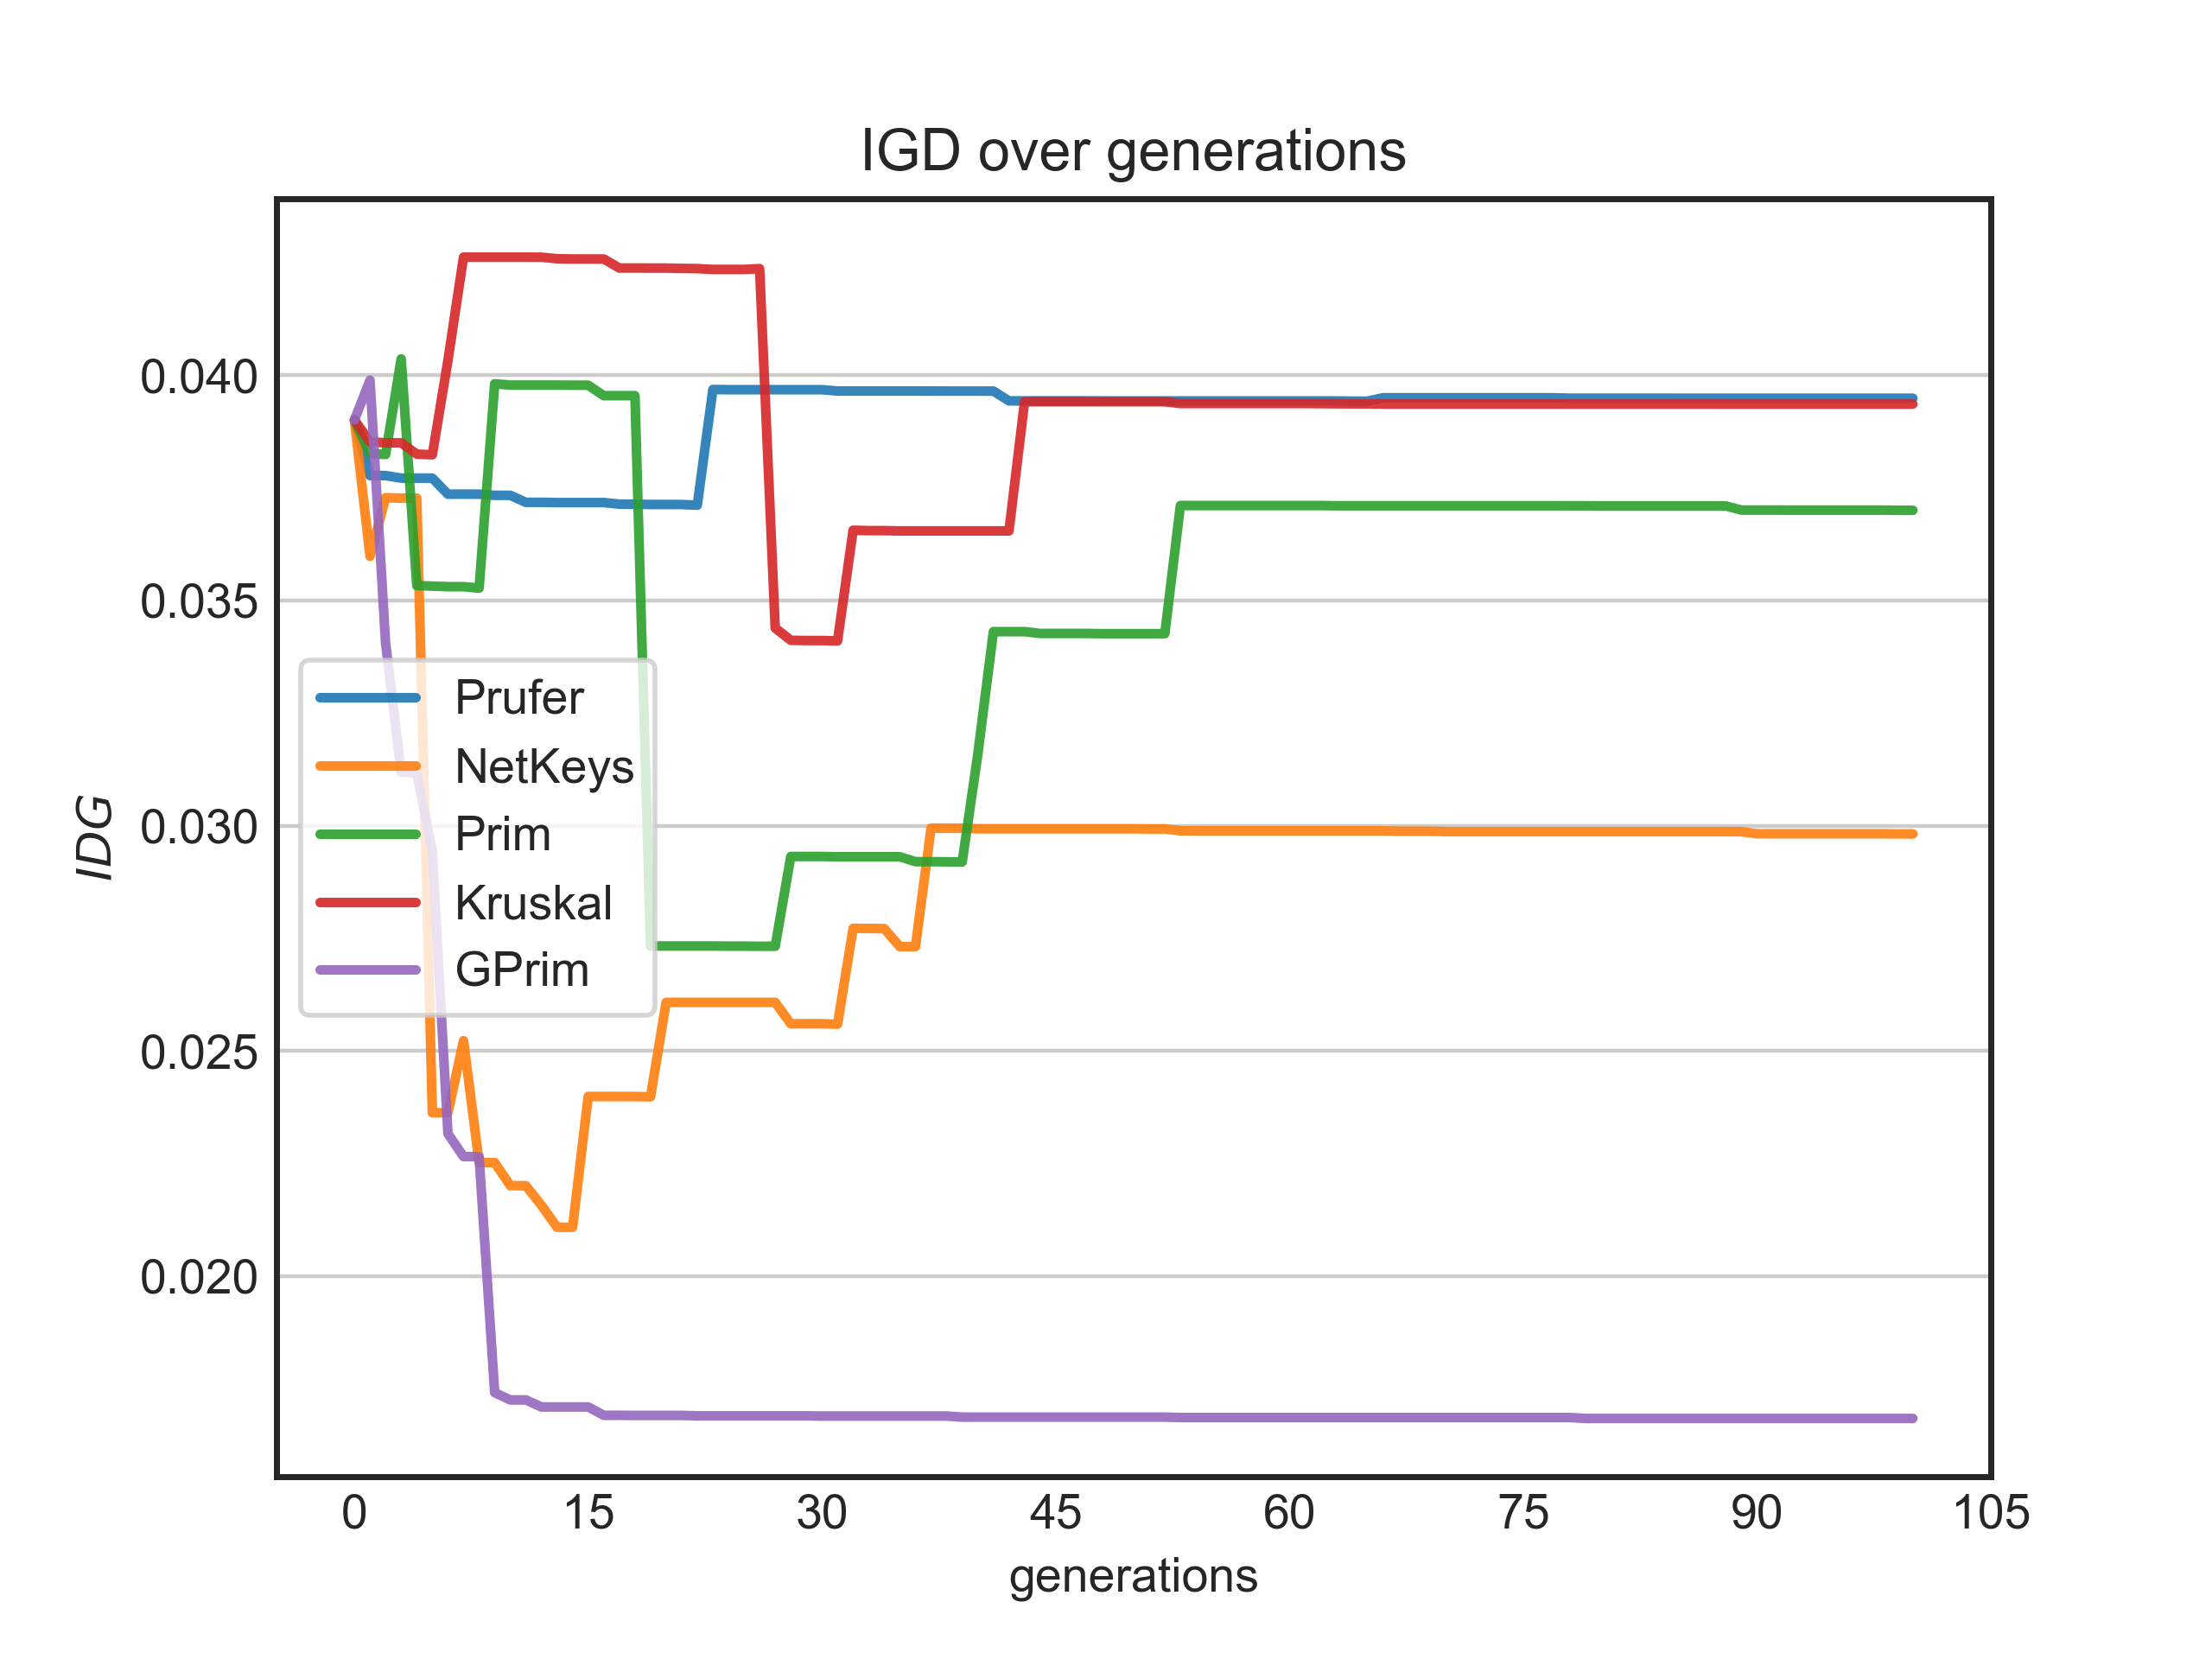 IGD over generations
0.040
0.035
0.030
0.025
0.020
IDG
Prufer
NetKeys
Prim
Kruskal
GPrim
0 15 30 45 60 75 90 105
generations